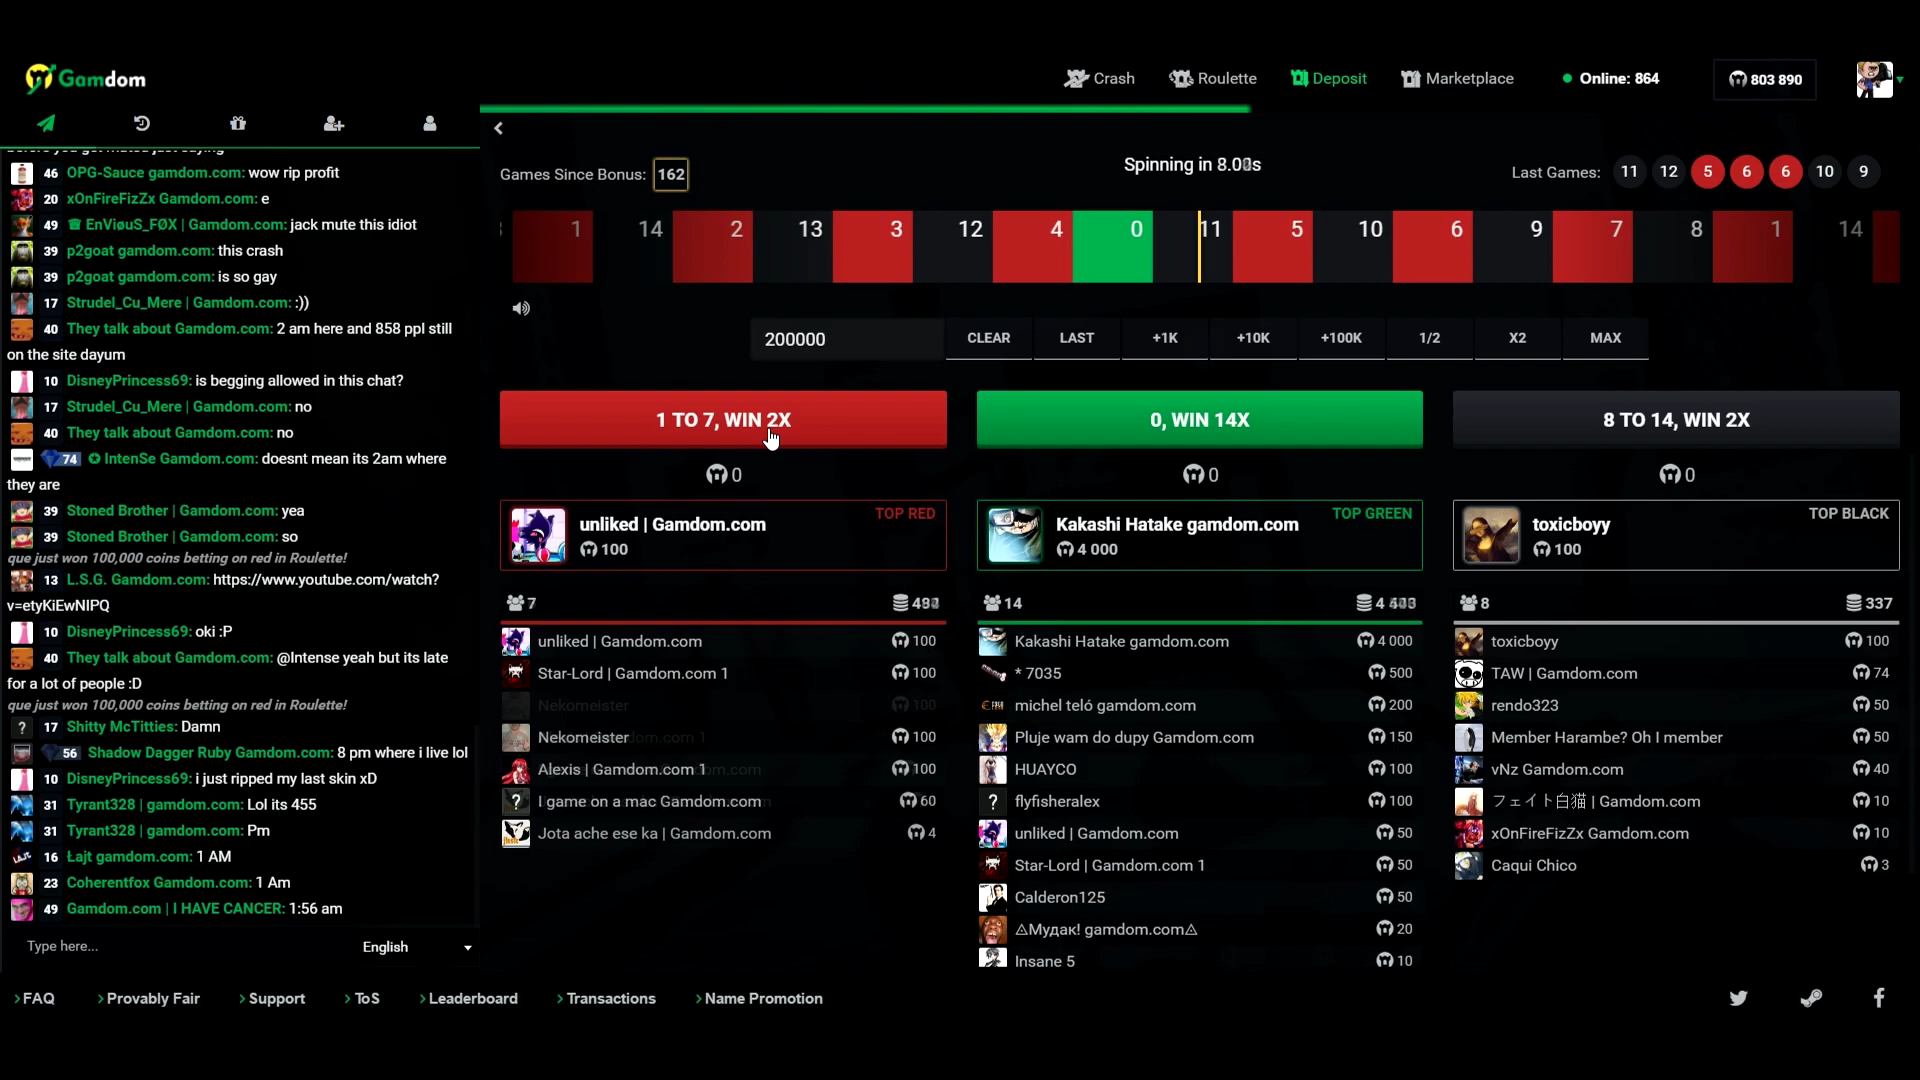 Gamdom
Crash
Roulette
Deposit
Marketplace
Online: 864
803 890
before you get muted just saying
46 OPG-Sauce gamdom.com: wow rip profit
20 xOnFireFizZx Gamdom.com: e
49 EnViøuS_FØX | Gamdom.com: jack mute this idiot
39 p2goat gamdom.com: this crash
39 p2goat gamdom.com: is so gay
17 Strudel_Cu_Mere | Gamdom.com: :))
40 They talk about Gamdom.com: 2 am here and 858 ppl still
on the site dayum
10 DisneyPrincess69: is begging allowed in this chat?
17 Strudel_Cu_Mere | Gamdom.com: no
40 They talk about Gamdom.com: no
74 IntenSe Gamdom.com: doesnt mean its 2am where
they are
39 Stoned Brother | Gamdom.com: yea
39 Stoned Brother | Gamdom.com: so
que just won 100,000 coins betting on red in Roulette!
13 L.S.G. Gamdom.com: https://www.youtube.com/watch?
v=etyKiEwNIPQ
10 DisneyPrincess69: oki :P
40 They talk about Gamdom.com: @Intense yeah but its late
for a lot of people :D
que just won 100,000 coins betting on red in Roulette!
? 17 Shitty McTitties: Damn
56 Shadow Dagger Ruby Gamdom.com: 8 pm where i live lol
10 DisneyPrincess69: i just ripped my last skin xD
31 Tyrant328 | gamdom.com: Lol its 455
31 Tyrant328 | gamdom.com: Pm
16 Łajt gamdom.com: 1 AM
23 Coherentfox Gamdom.com: 1 Am
49 Gamdom.com | I HAVE CANCER: 1:56 am
Type here...
English
Games Since Bonus: 162
Spinning in 8.0
Last Games: 11 12 5 6 6 10 9
1 14 2 13 3 12 4 0 11 5 10 6 9 7 8 1 14
200000 CLEAR LAST +1K +10K +100K 1/2 X2 MAX
1 TO 7, WIN 2X
0
unliked | Gamdom.com
TOP RED
100
7
unliked | Gamdom.com 100
Star-Lord | Gamdom.com 1 100
Nekomeister 100
Nekomeister 100
Alexis | Gamdom.com 1 100
? I game on a mac Gamdom.com 60
Jota ache ese ka | Gamdom.com 4
0, WIN 14X
0
Kakashi Hatake gamdom.com
TOP GREEN
4 000
14
Kakashi Hatake gamdom.com 4 000
* 7035 500
michel teló gamdom.com 200
Pluje wam do dupy Gamdom.com 150
HUAYCO 100
? flyfisheralex 100
unliked | Gamdom.com 50
Star-Lord | Gamdom.com 1 50
Calderon125 50
⚠Мудак! gamdom.com⚠ 20
Insane 5 10
8 TO 14, WIN 2X
0
toxicboyy
TOP BLACK
100
8 337
toxicboyy 100
TAW | Gamdom.com 74
rendo323 50
Member Harambe? Oh I member 50
vNz Gamdom.com 40
フェイト白猫 | Gamdom.com 10
xOnFireFizZx Gamdom.com 10
Caqui Chico 3
FAQ
Provably Fair
Support
ToS
Leaderboard
Transactions
Name Promotion